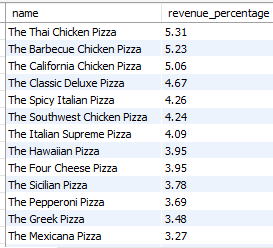 name revenue_percentage
The Thai Chicken Pizza 5.31
The Barbecue Chicken Pizza 5.23
The California Chicken Pizza 5.06
The Classic Deluxe Pizza 4.67
The Spicy Italian Pizza 4.26
The Southwest Chicken Pizza 4.24
The Italian Supreme Pizza 4.09
The Hawaiian Pizza 3.95
The Four Cheese Pizza 3.95
The Sicilian Pizza 3.78
The Pepperoni Pizza 3.69
The Greek Pizza 3.48
The Mexicana Pizza 3.27